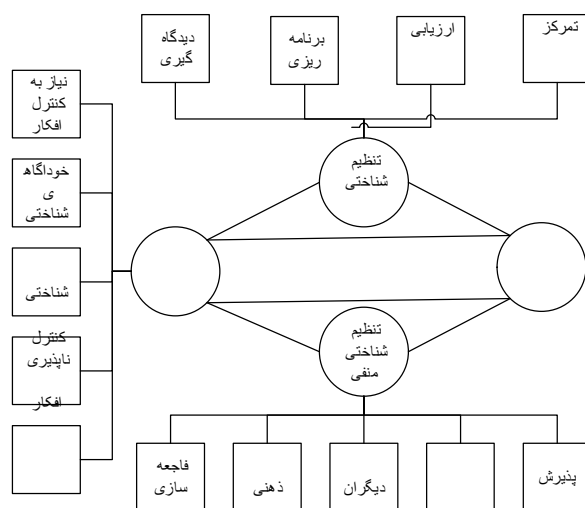 دیدگاه
گیری
برنامه
ریزی
ارزیابی
تمرکز
نیاز به
کنترل
افکار
خوداگاه
ی
شناختی
شناختی
کنترل
ناپذیری
افکار
تنظیم
شناختی
تنظیم
شناختی
منفی
فاجعه
سازی
ذهنی
دیگران
پذیرش